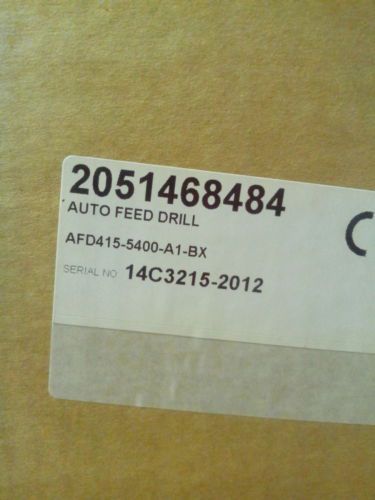 2051468484
AUTO FEED DRILL
AFD415-5400-A1-BX
SERIAL NO 14C3215-2012